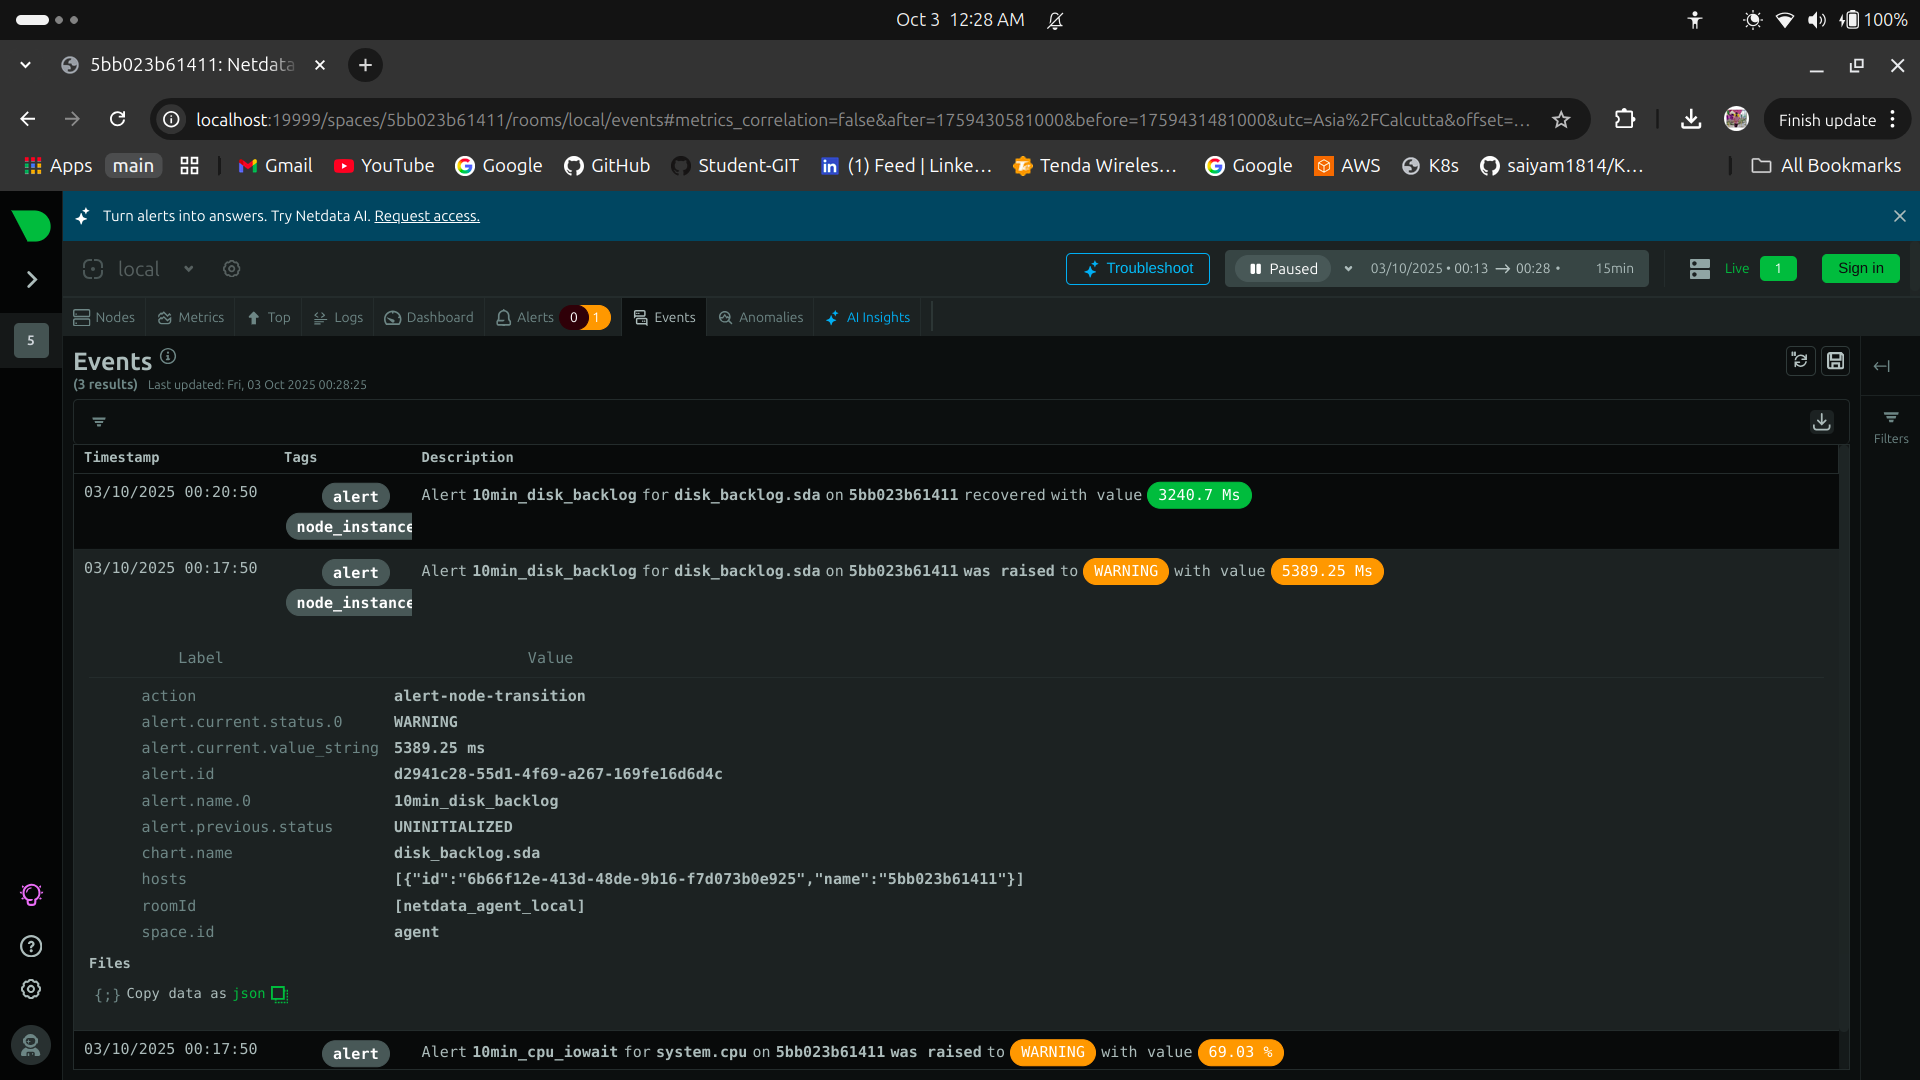 Oct 3 12:28 AM
100%
5bb023b61411: Netdata
localhost:19999/spaces/5bb023b61411/rooms/local/events#metrics_correlation=false&after=1759430581000&before=1759431481000&utc=Asia%2FCalcutta&offset=...
Finish update
Apps main Gmail YouTube Google GitHub Student-GIT (1) Feed | Linke... Tenda Wireles... Google AWS K8s saiyam1814/K... All Bookmarks
Turn alerts into answers. Try Netdata AI. Request access.
local Troubleshoot Paused 03/10/2025 • 00:13 → 00:28 • 15min Live 1 Sign in
Nodes Metrics Top Logs Dashboard Alerts 0 1 Events Anomalies AI Insights
5
Events
(3 results) Last updated: Fri, 03 Oct 2025 00:28:25
Filters
Timestamp Tags Description
03/10/2025 00:20:50 alert Alert 10min_disk_backlog for disk_backlog.sda on 5bb023b61411 recovered with value 3240.7 Ms
node_instance
03/10/2025 00:17:50 alert Alert 10min_disk_backlog for disk_backlog.sda on 5bb023b61411 was raised to WARNING with value 5389.25 Ms
node_instance
Label Value
action alert-node-transition
alert.current.status.0 WARNING
alert.current.value_string 5389.25 ms
alert.id d2941c28-55d1-4f69-a267-169fe16d6d4c
alert.name.0 10min_disk_backlog
alert.previous.status UNINITIALIZED
chart.name disk_backlog.sda
hosts [{"id":"6b66f12e-413d-48de-9b16-f7d073b0e925","name":"5bb023b61411"}]
roomId [netdata_agent_local]
space.id agent
Files
{;} Copy data as json
03/10/2025 00:17:50 alert Alert 10min_cpu_iowait for system.cpu on 5bb023b61411 was raised to WARNING with value 69.03 %